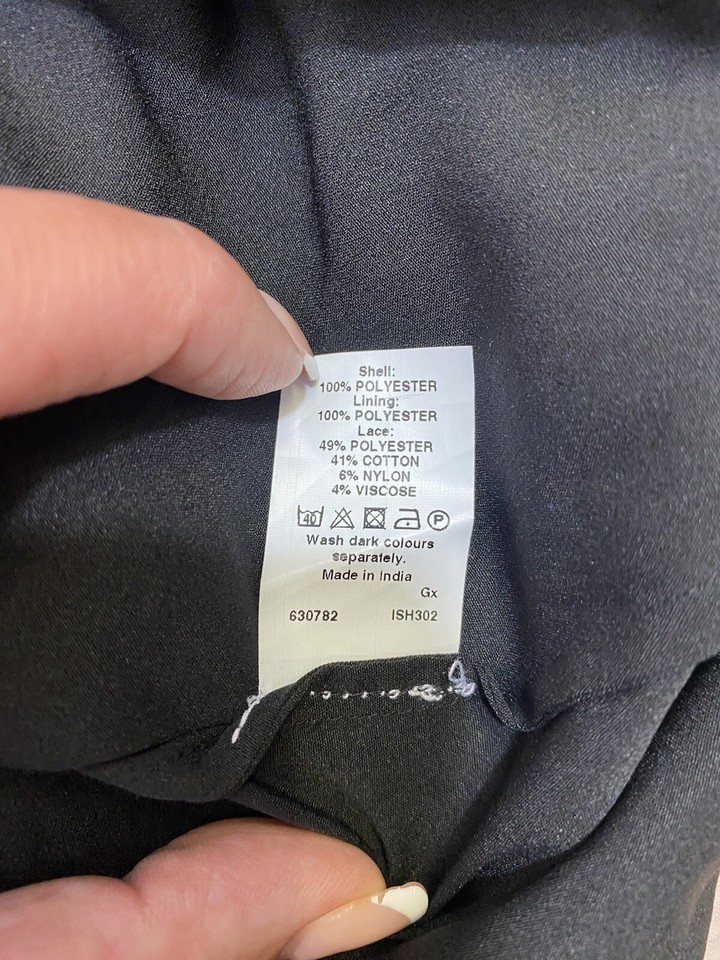 Shell:
100% POLYESTER
Lining:
100% POLYESTER
Lace:
49% POLYESTER
41% COTTON
6% NYLON
4% VISCOSE
40 P
Wash dark colours
separately.
Made in India
Gx
630782 ISH302